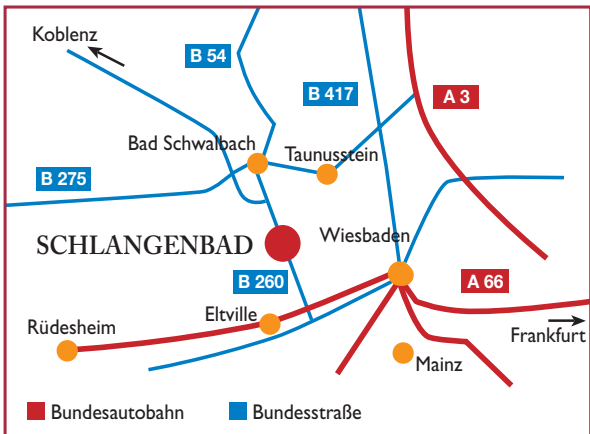 Koblenz
B 54
B 417
A 3
Bad Schwalbach
Taunusstein
B 275
SCHLANGENBAD
Wiesbaden
B 260
A 66
Eltville
Rüdesheim
Frankfurt
Mainz
Bundesautobahn
Bundesstraße